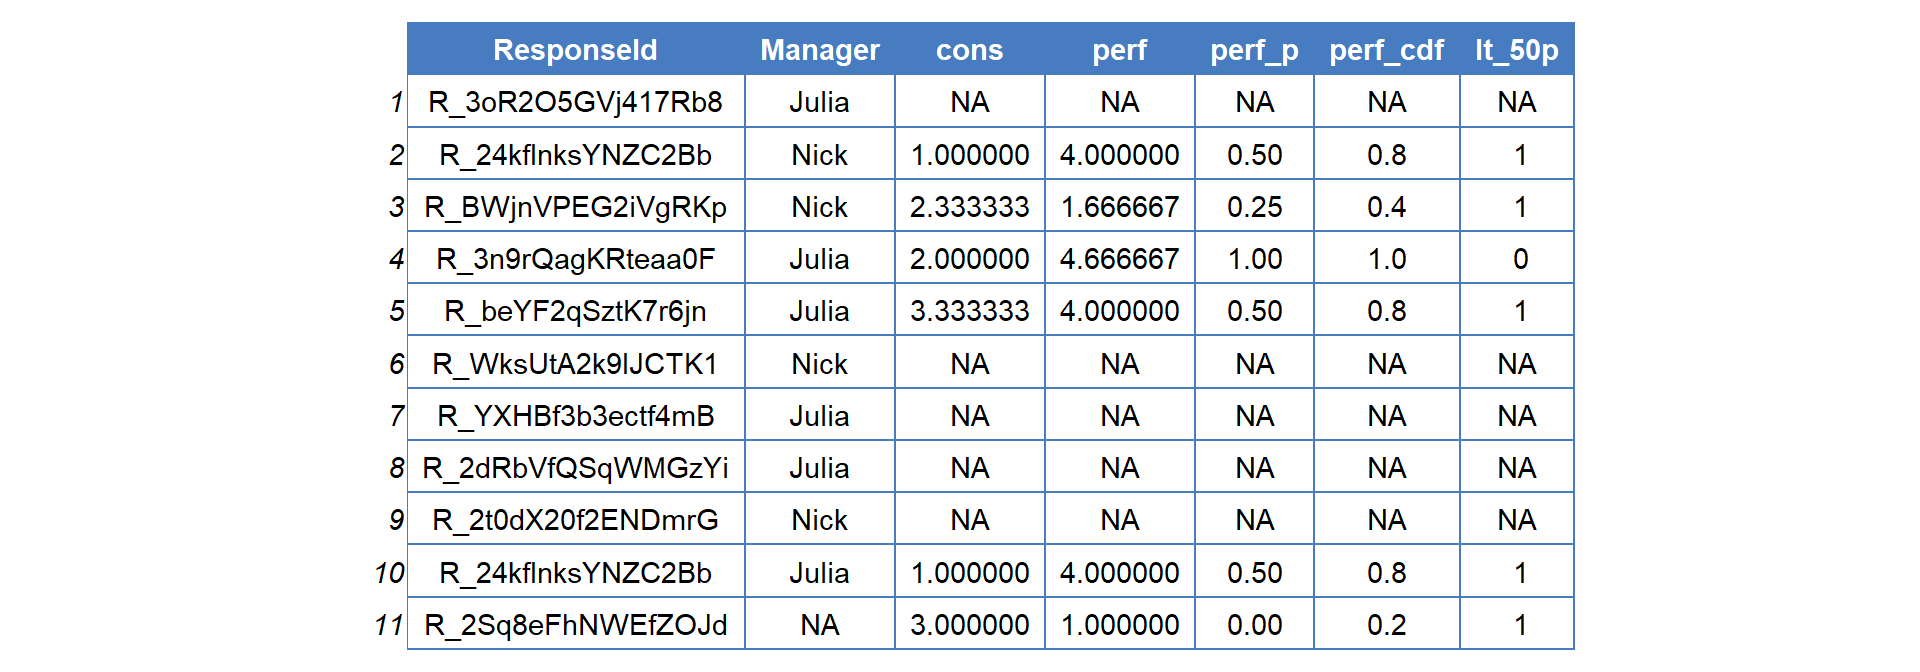 ResponseId Manager cons perf perf_p perf_cdf lt_50p
1 R_3oR2O5GVj417Rb8 Julia NA NA NA NA NA
2 R_24kflnksYNZC2Bb Nick 1.000000 4.000000 0.50 0.8 1
3 R_BWjnVPEG2iVgRKp Nick 2.333333 1.666667 0.25 0.4 1
4 R_3n9rQagKRteaa0F Julia 2.000000 4.666667 1.00 1.0 0
5 R_beYF2qSztK7r6jn Julia 3.333333 4.000000 0.50 0.8 1
6 R_WksUtA2k9lJCTK1 Nick NA NA NA NA NA
7 R_YXHBf3b3ectf4mB Julia NA NA NA NA NA
8 R_2dRbVfQSqWMGzYi Julia NA NA NA NA NA
9 R_2t0dX20f2ENDmrG Nick NA NA NA NA NA
10 R_24kflnksYNZC2Bb Julia 1.000000 4.000000 0.50 0.8 1
11 R_2Sq8eFhNWEfZOJd NA 3.000000 1.000000 0.00 0.2 1